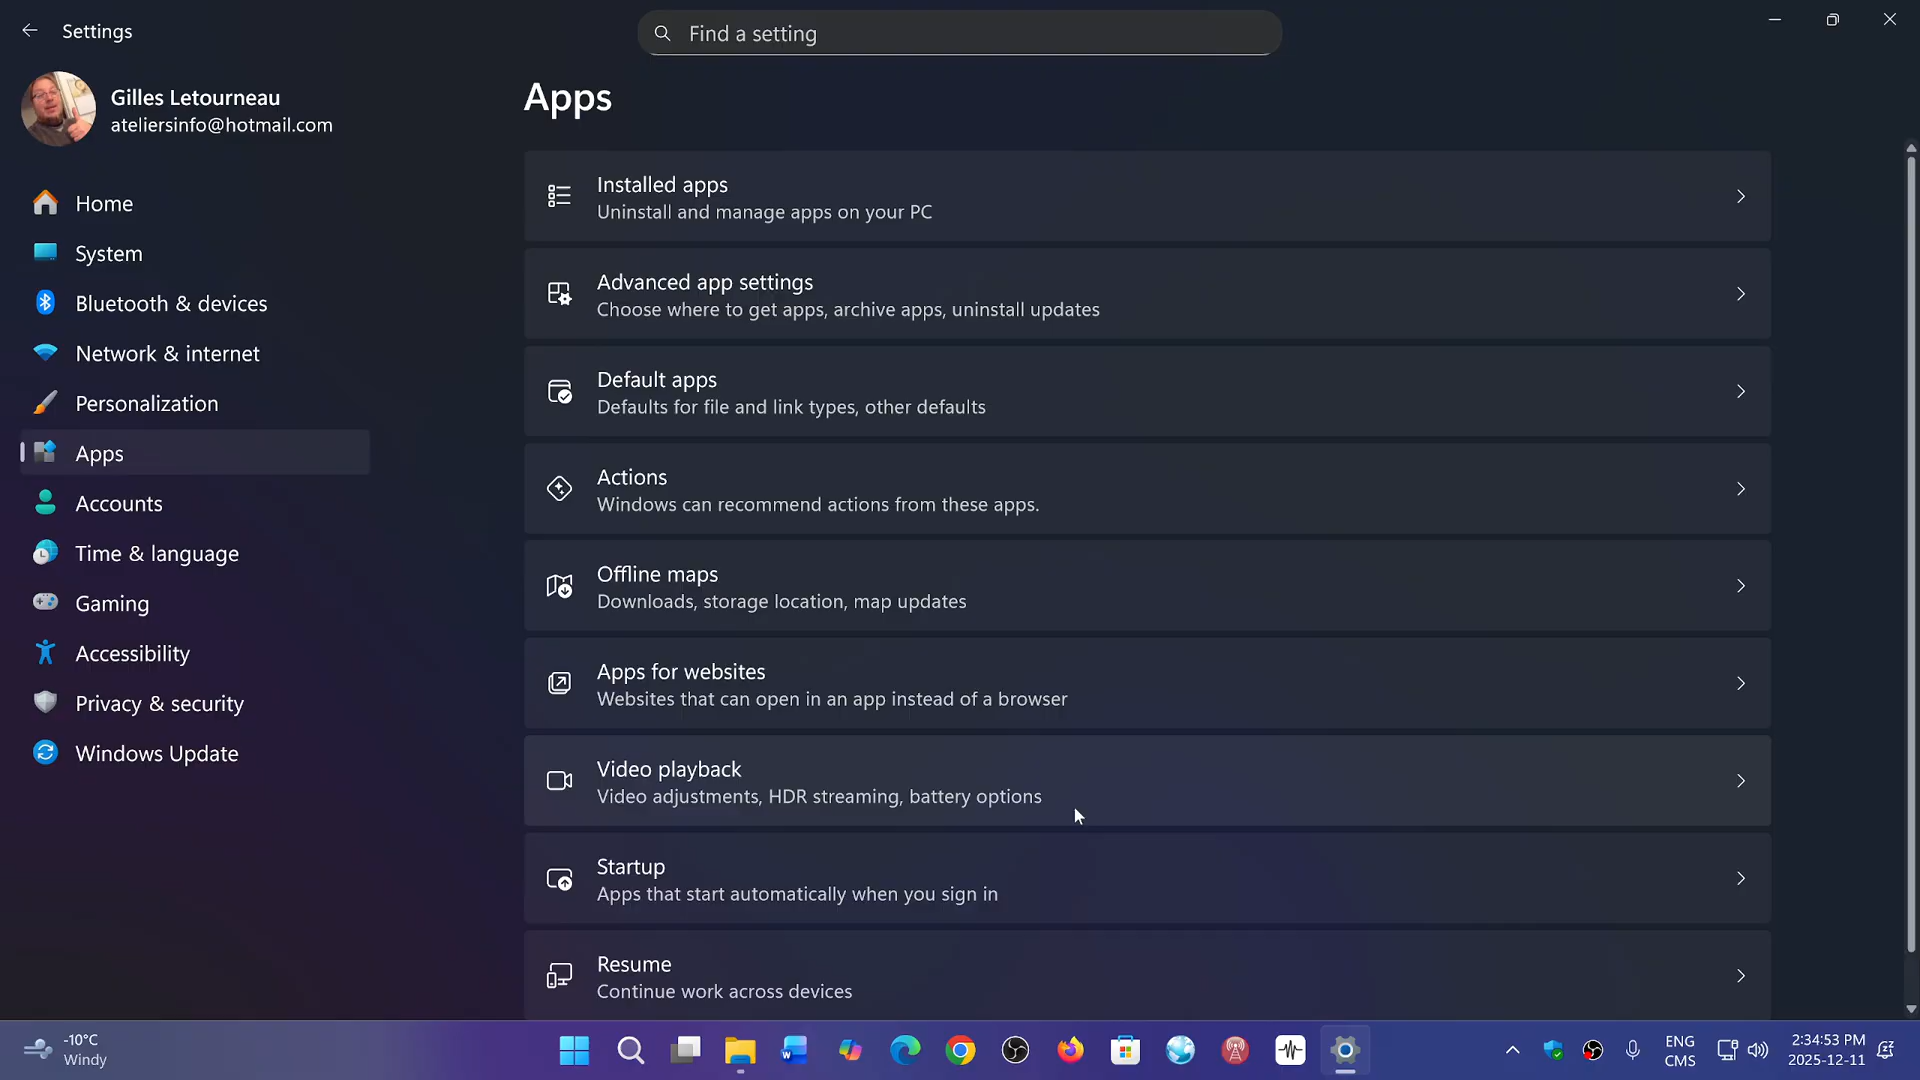 Settings
Find a setting
Gilles Letourneau
ateliersinfo@hotmail.com
Home
System
Bluetooth & devices
Network & internet
Personalization
Apps
Accounts
Time & language
Gaming
Accessibility
Privacy & security
Windows Update
Apps
Installed apps
Uninstall and manage apps on your PC
Advanced app settings
Choose where to get apps, archive apps, uninstall updates
Default apps
Defaults for file and link types, other defaults
Actions
Windows can recommend actions from these apps.
Offline maps
Downloads, storage location, map updates
Apps for websites
Websites that can open in an app instead of a browser
Video playback
Video adjustments, HDR streaming, battery options
Startup
Apps that start automatically when you sign in
Resume
Continue work across devices
-10°C
Windy
ENG
CMS
2:34:53 PM
2025-12-11